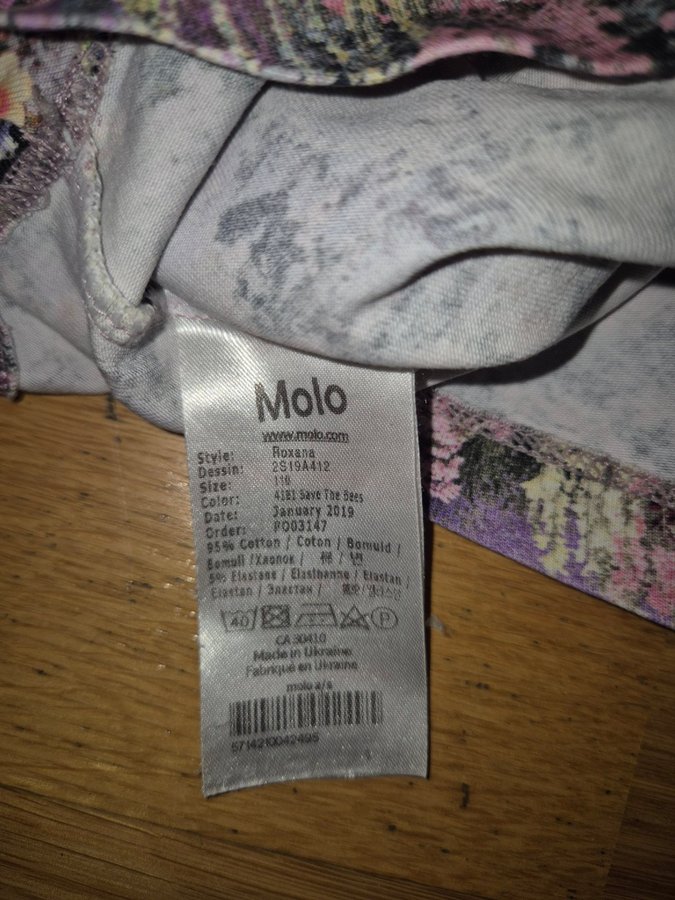 Molo
www.molo.com
Style: Roxana
Dessin: 2S19A412
Size: 110
Color: 4181 Save The Bees
Date: January 2019
Order: PO03147
95% Cotton / Coton / Bomuld /
Bomull /Хлопок / 棉 / 면
5% Elastane / Elasthanne / Elastan /
Elastan / Эластан /
40 P
CA 30410
Made in Ukraine
Fabriqué en Ukraine
molo a/s
5714210042495